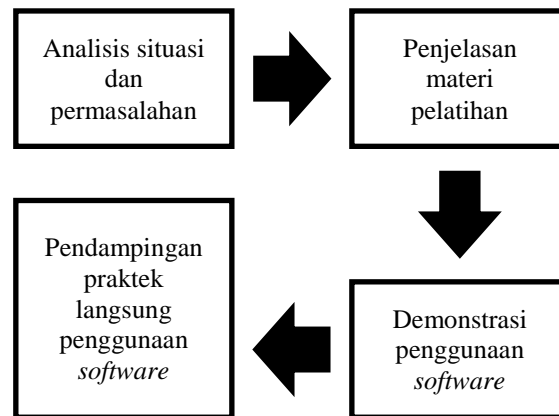 Analisis situasi
dan
permasalahan
Penjelasan
materi
pelatihan
Demonstrasi
penggunaan
software
Pendampingan
praktek
langsung
penggunaan
software